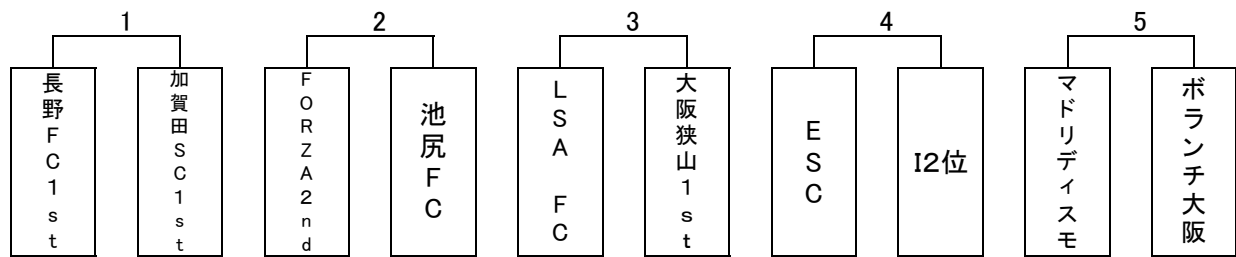 1
2
3
4
5
長野FC1st
加賀田SC1st
FORZA2nd
池尻FC
LSA FC
大阪狭山1st
ESC
I2位
マドリディスモ
ボランチ大阪